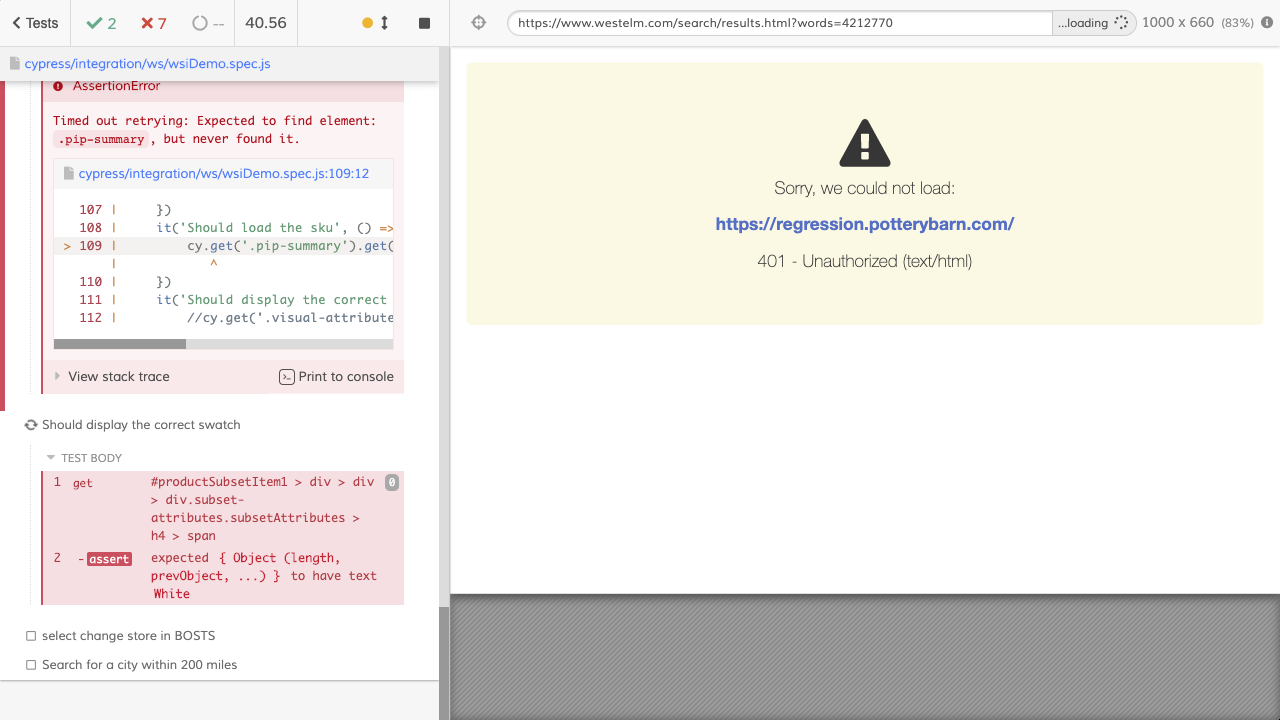 Tests
2
7
--
40.56
cypress/integration/ws/wsiDemo.spec.js
AssertionError
Timed out retrying: Expected to find element:
.pip-summary, but never found it.
cypress/integration/ws/wsiDemo.spec.js:109:12
107 | })
108 | it('Should load the sku', () =>
> 109 | cy.get('.pip-summary').get(
| ^
110 | })
111 | it('Should display the correct
112 | //cy.get('.visual-attribute
View stack trace
Print to console
Should display the correct swatch
TEST BODY
1 get #productSubsetItem1 > div > div 0
> div.subset-
attributes.subsetAttributes >
h4 > span
2 -assert expected { Object (length,
prevObject, ...) } to have text
White
select change store in BOSTS
Search for a city within 200 miles
https://www.westelm.com/search/results.html?words=4212770
...loading
1000 x 660 (83%)
Sorry, we could not load:
https://regression.potterybarn.com/
401 - Unauthorized (text/html)